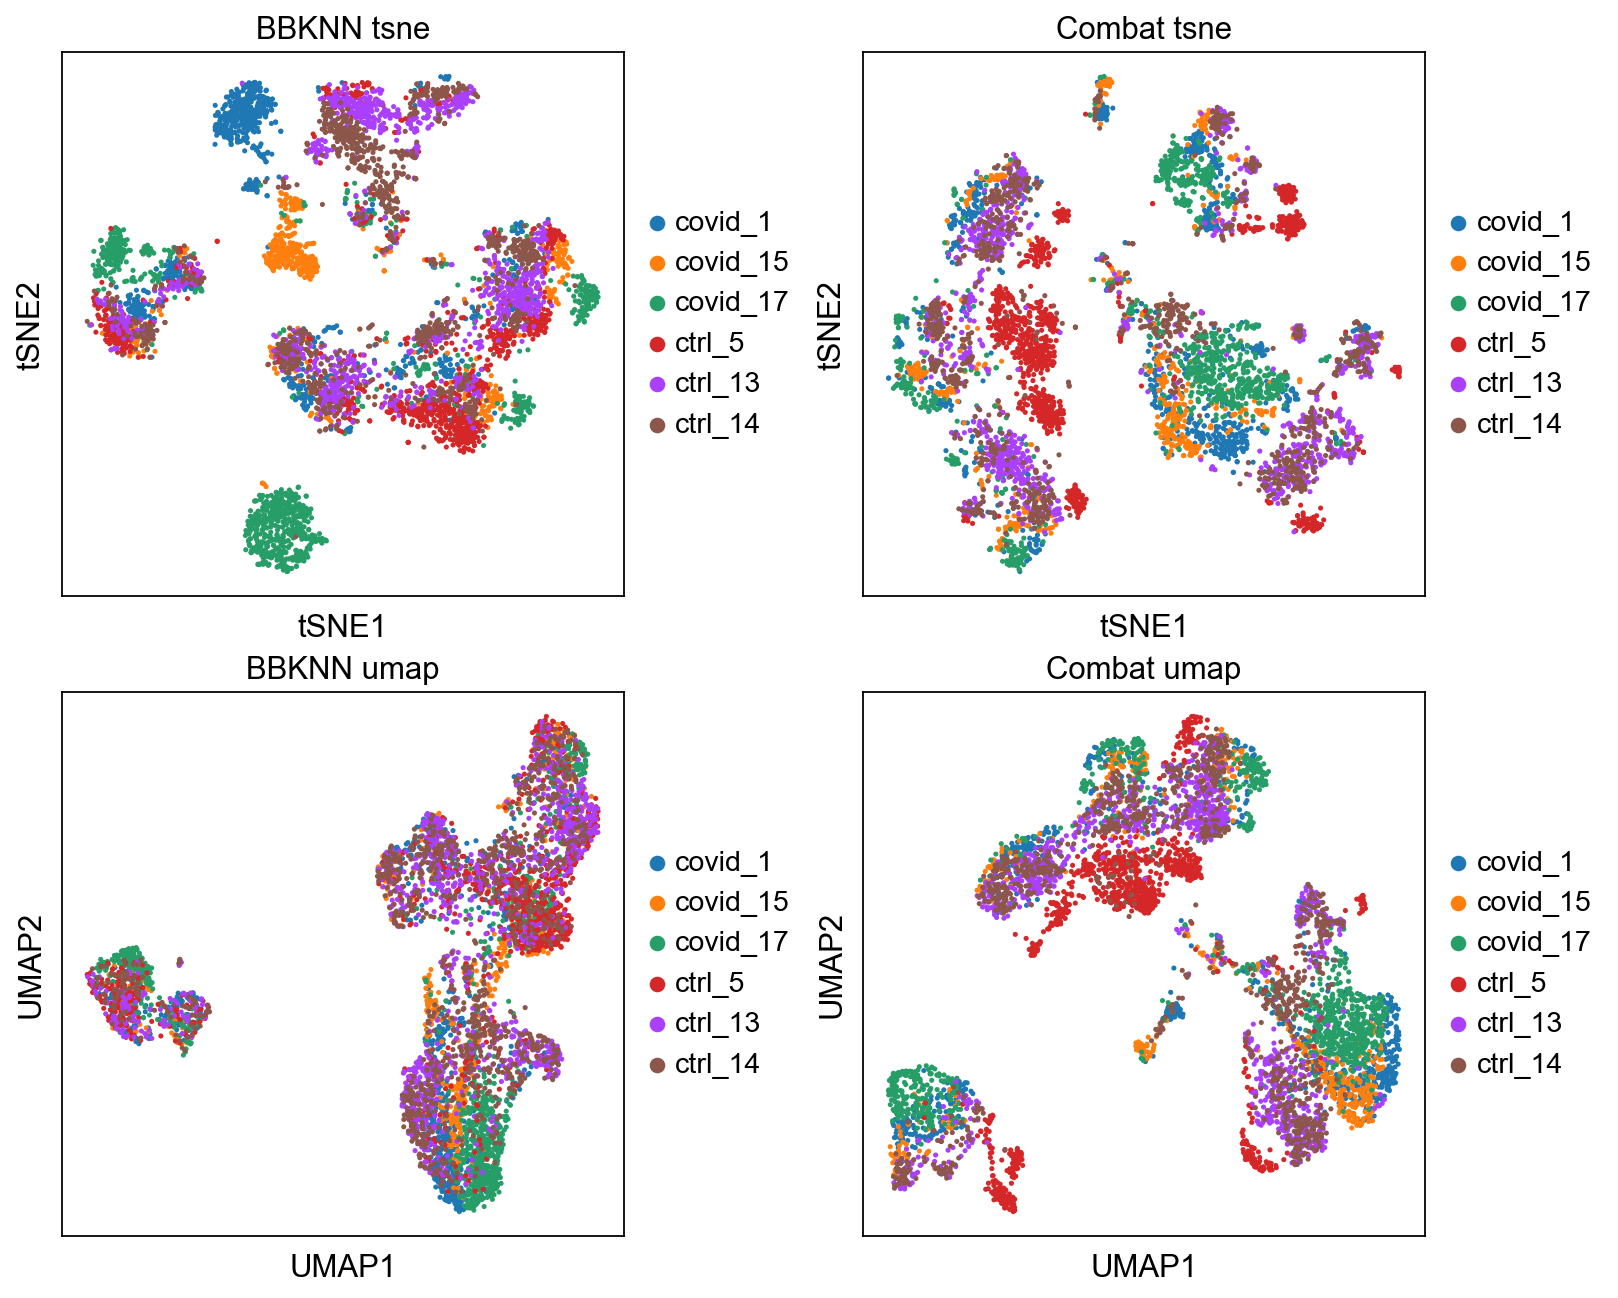 BBKNN tsne
tSNE2
tSNE1
covid_1
covid_15
covid_17
ctrl_5
ctrl_13
ctrl_14
Combat tsne
tSNE2
tSNE1
covid_1
covid_15
covid_17
ctrl_5
ctrl_13
ctrl_14
BBKNN umap
UMAP2
UMAP1
covid_1
covid_15
covid_17
ctrl_5
ctrl_13
ctrl_14
Combat umap
UMAP2
UMAP1
covid_1
covid_15
covid_17
ctrl_5
ctrl_13
ctrl_14